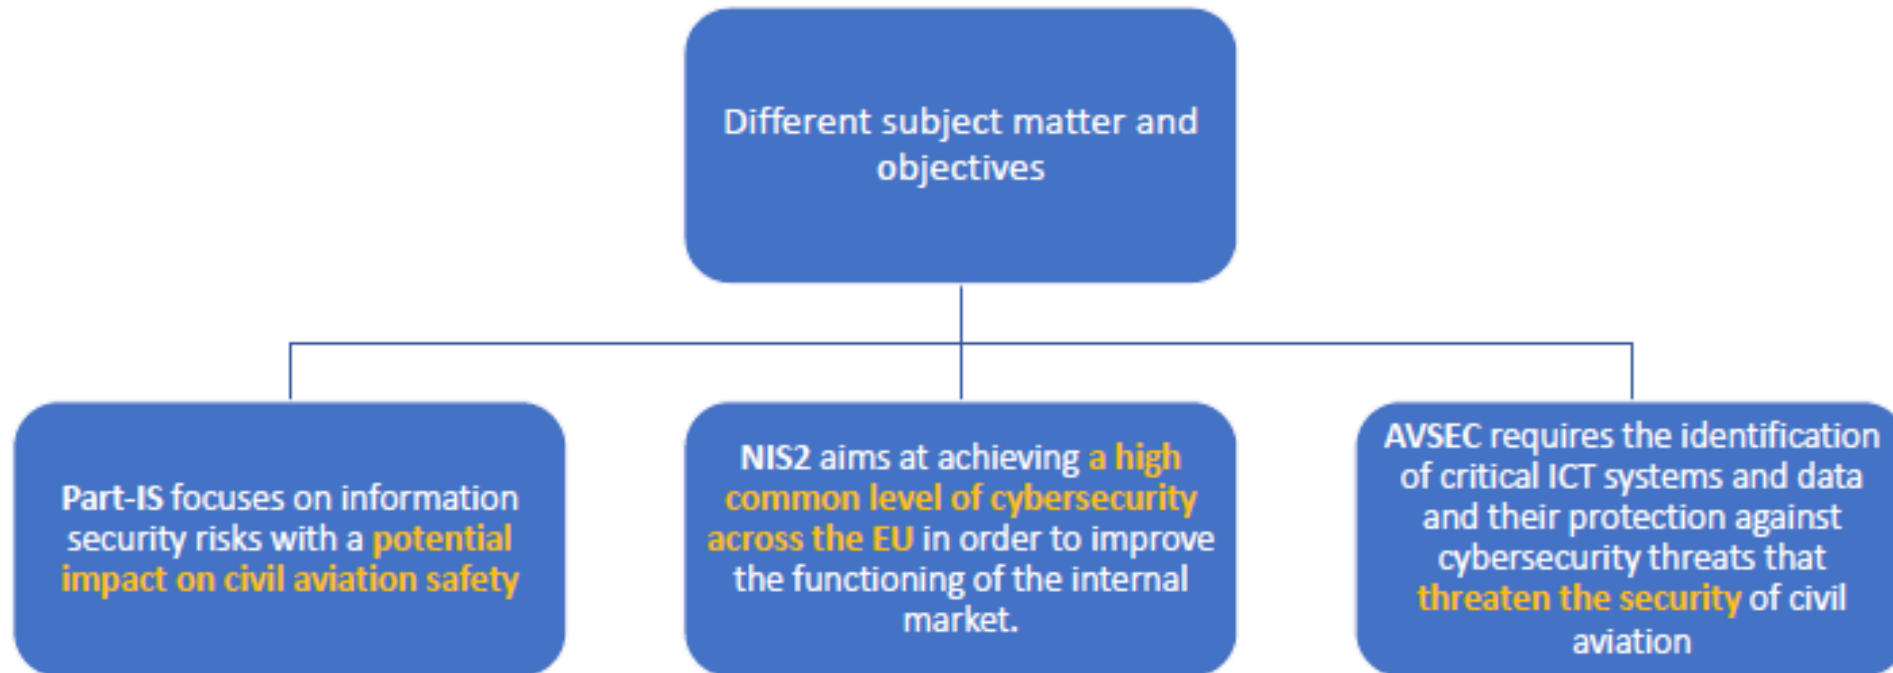 Different subject matter and
objectives
Part-IS focuses on information
security risks with a potential
impact on civil aviation safety
NIS2 aims at achieving a high
common level of cybersecurity
across the EU in order to improve
the functioning of the internal
market.
AVSEC requires the identification
of critical ICT systems and data
and their protection against
cybersecurity threats that
threaten the security of civil
aviation